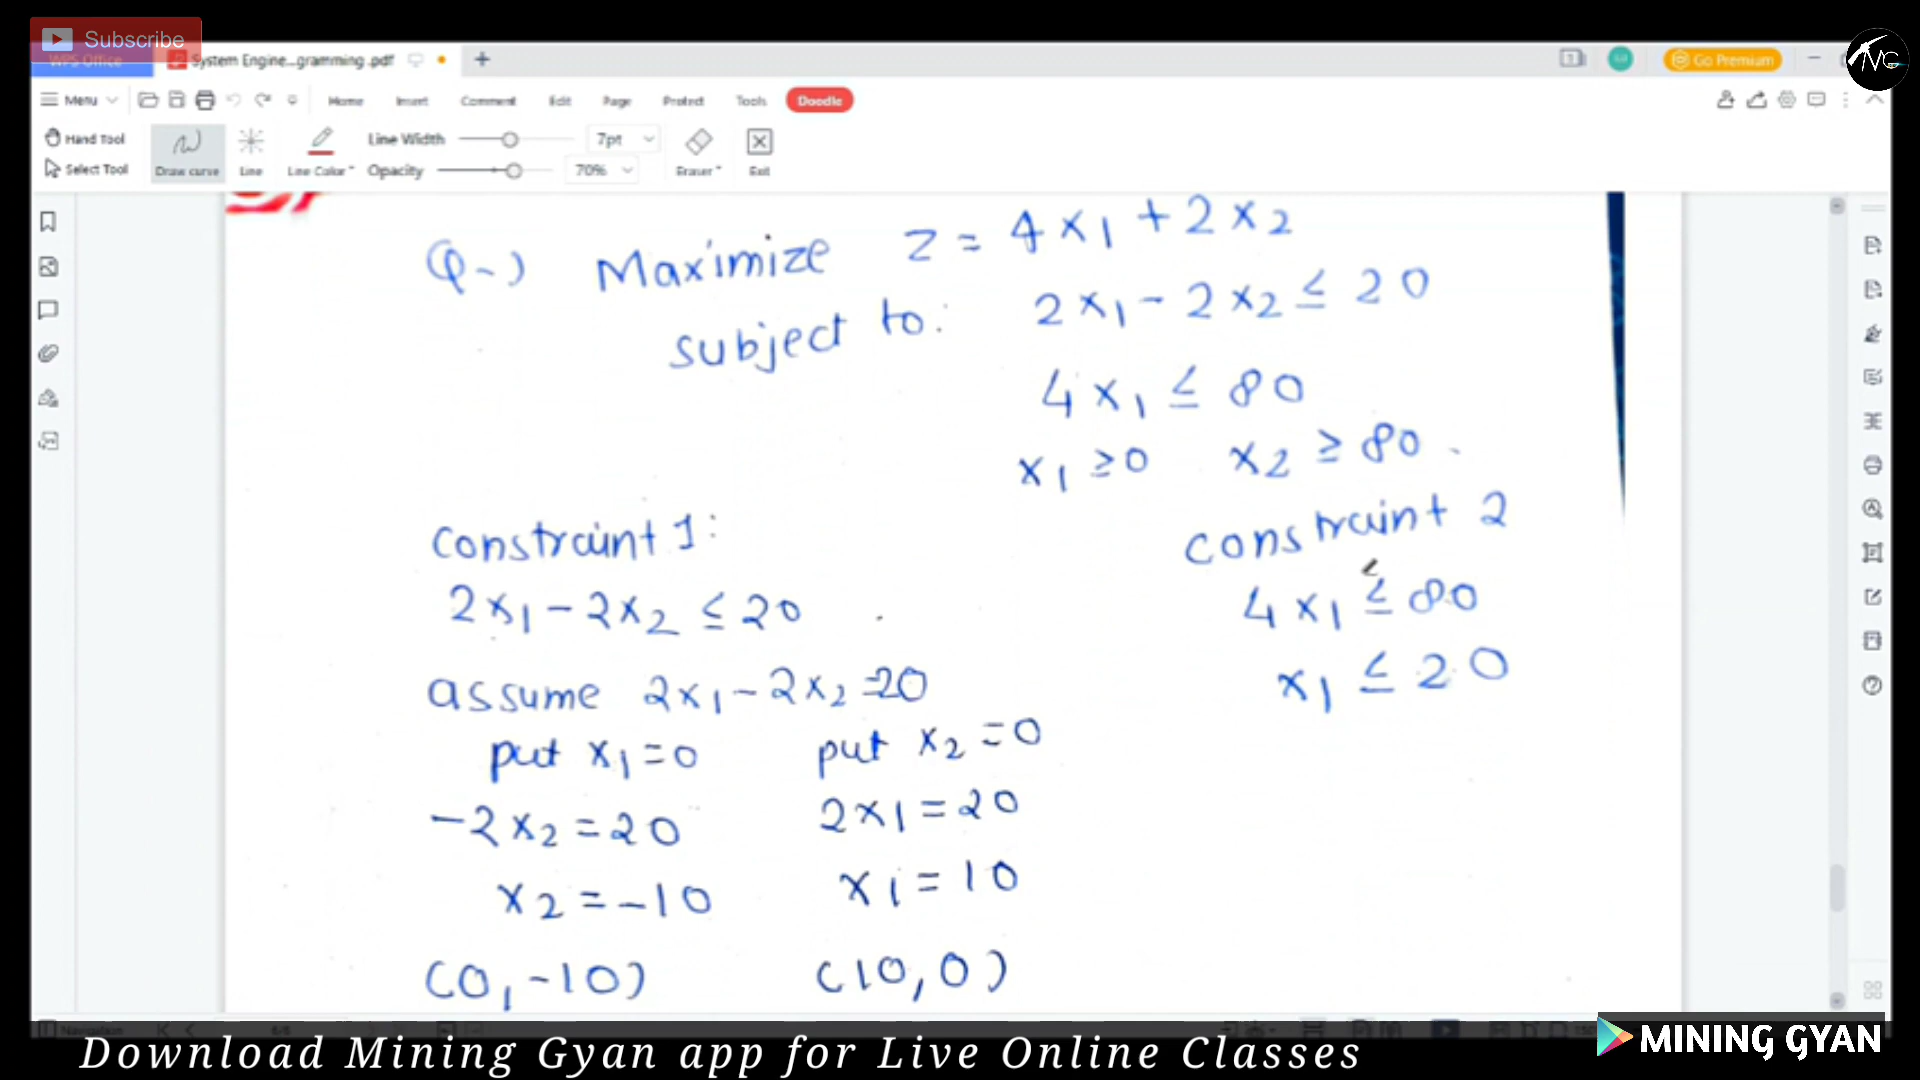 Subscribe
WPS Office
System Engine...gramming .pdf
Go Premium
Menu
Home Insert Comment Edit Page Protect Tools Doodle
Hand Tool
Select Tool
Draw curve
Line
Line Color
Line Width
7pt
Opacity
70%
Eraser
Exit
Q-) Maximize z = 4x1 + 2x2
subject to: 2x1 - 2x2 ≤ 20
4x1 ≤ 80
x1 ≥ 0 x2 ≥ 80
constraint 1:
2x1 - 2x2 ≤ 20
assume 2x1 - 2x2 = 20
put x1 = 0
-2x2 = 20
x2 = -10
(0, -10)
put x2 = 0
2x1 = 20
x1 = 10
(10, 0)
constraint 2
4x1 ≤ 80
x1 ≤ 20
Navigation
Download Mining Gyan app for Live Online Classes
MINING GYAN